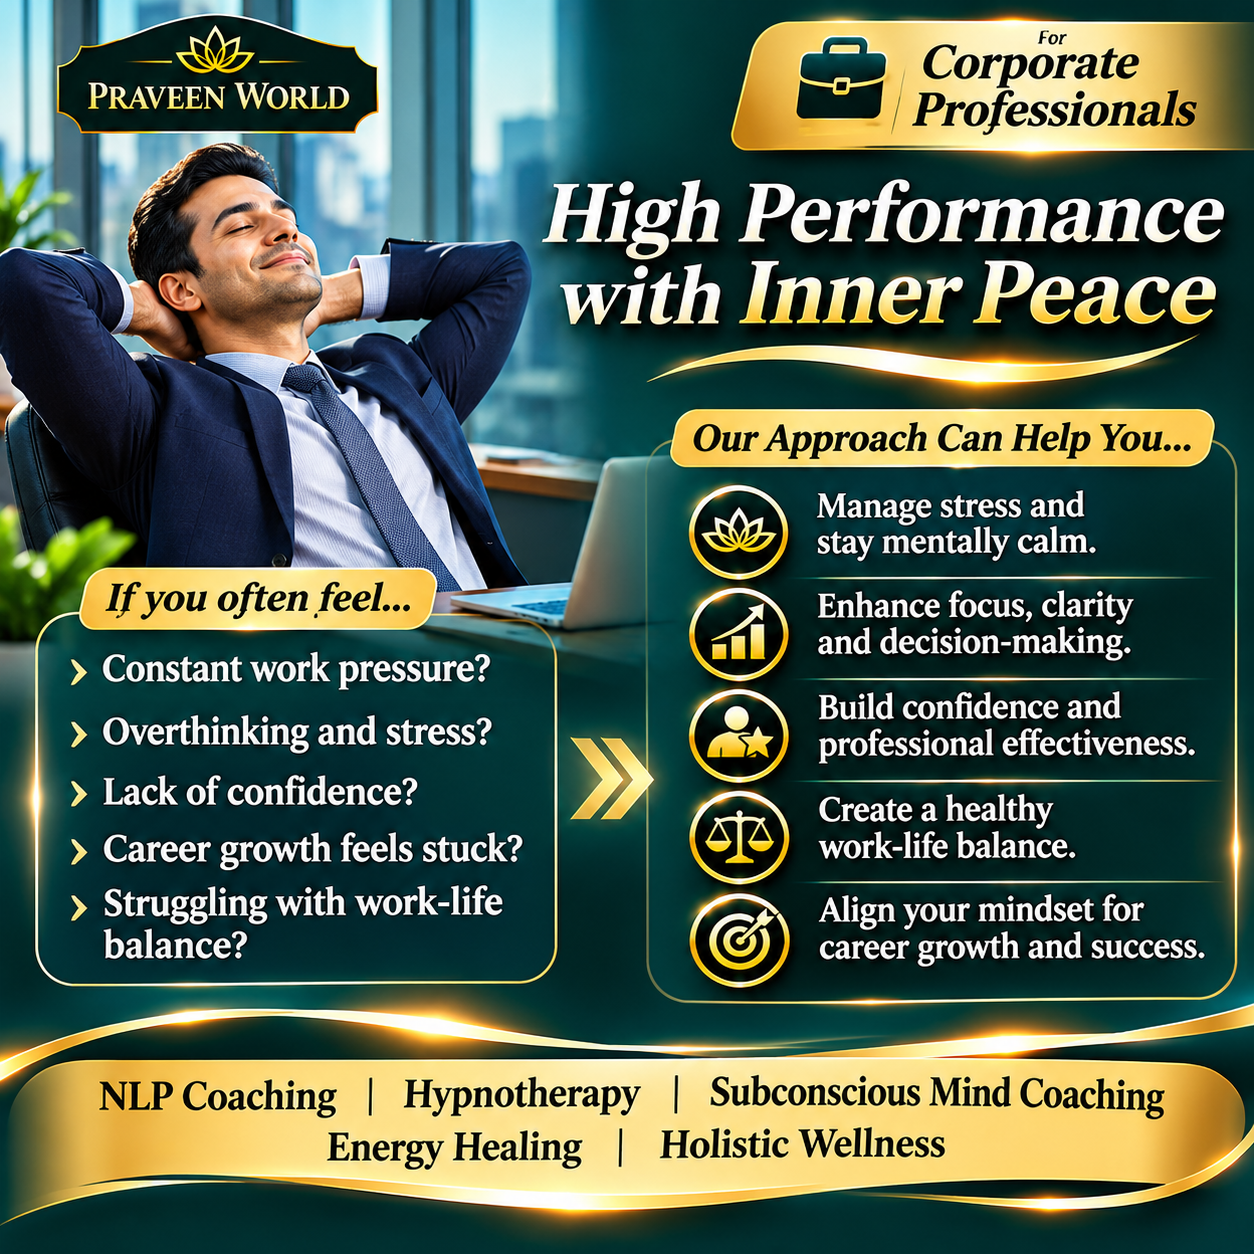 PRAVEEN WORLD
For
Corporate
Professionals
High Performance
with Inner Peace
Our Approach Can Help You...
Manage stress and
stay mentally calm.
Enhance focus, clarity
and decision-making.
Build confidence and
professional effectiveness.
Create a healthy
work-life balance.
Align your mindset for
career growth and success.
If you often feel...
Constant work pressure?
Overthinking and stress?
Lack of confidence?
Career growth feels stuck?
Struggling with work-life
balance?
NLP Coaching | Hypnotherapy | Subconscious Mind Coaching
Energy Healing | Holistic Wellness